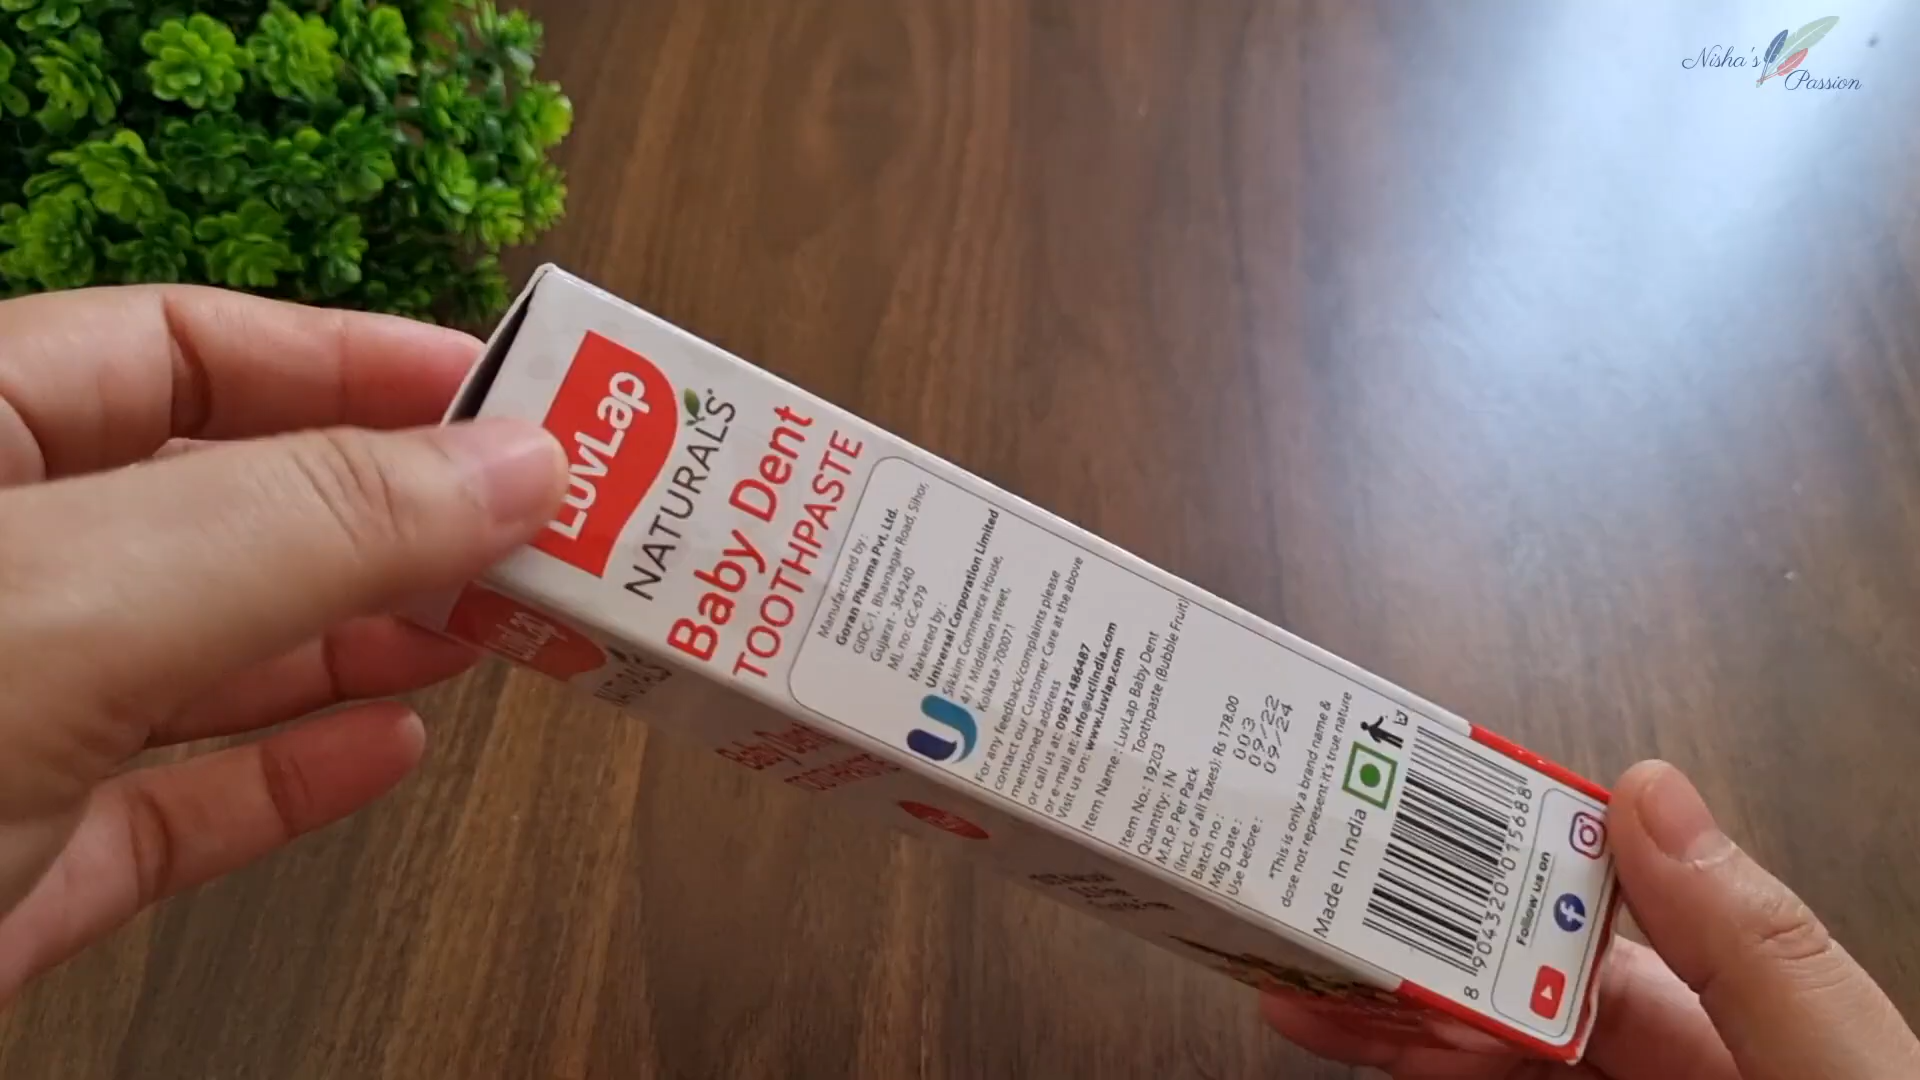 Nisha's
Passion
LuvLap
NATURALS*
Baby Dent
TOOTHPASTE
Manufactured by :
Goran Pharma Pvt. Ltd.
GIDC-1, Bhavnagar Road, Sihor,
Gujarat - 364240
ML no: GC-679
Marketed by :
Universal Corporation Limited
Sikkim Commerce House,
4/1 Middleton street,
Kolkata-700071
For any feedback/complaints please
contact our Customer Care at the above
mentioned address
or call us at: 09821486487
or e-mail at: info@uclindia.com
Visit us on: www.luvlap.com
Item Name : LuvLap Baby Dent
Toothpaste (Bubble Fruit)
Item No.: 19203
Quantity: 1N
M.R.P. Per Pack
(Incl. of all Taxes): Rs 178.00
Batch no : 003
Mfg Date : 09/22
Use before : 09/24
*This is only a brand name &
dose not represent it's true nature
Made In India
8 904320 015688
Follow us on
LuvLap
NATURALS
Baby Dent
TOOTHPASTE